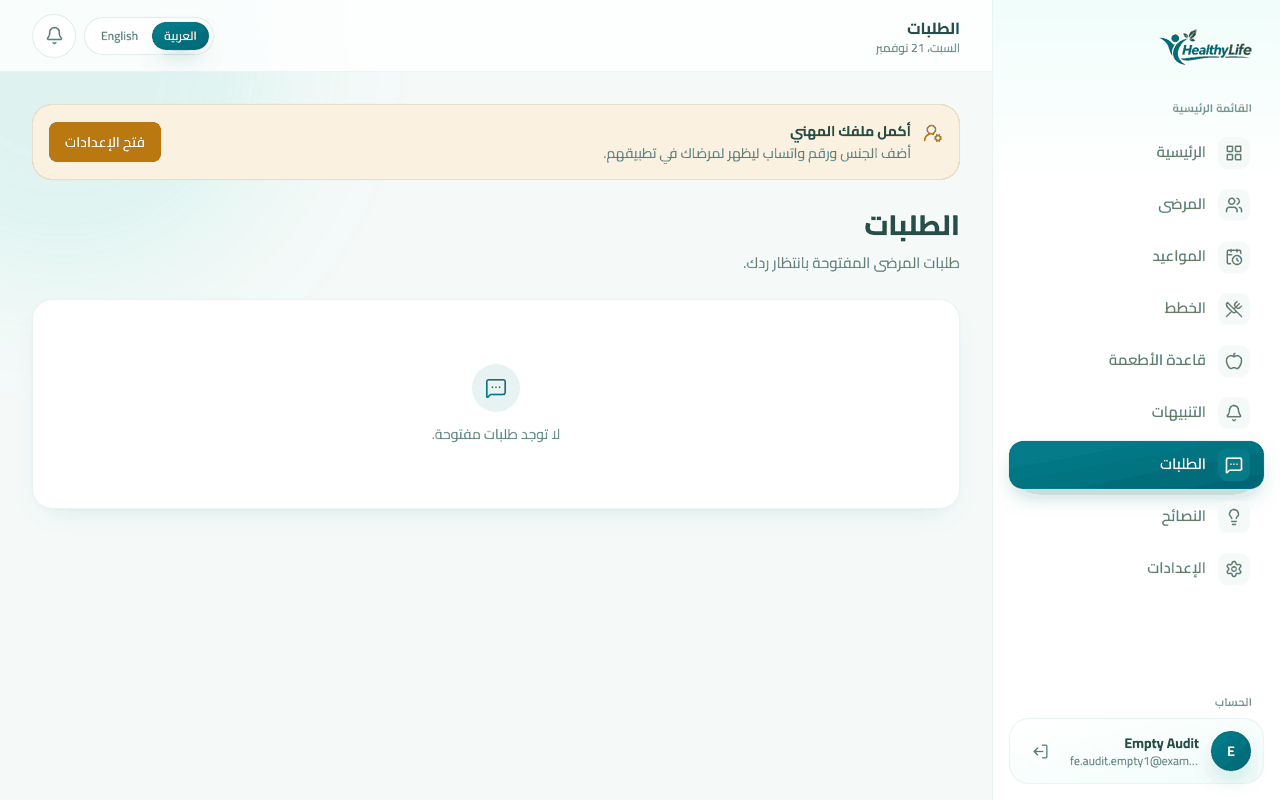 HealthyLife
القائمة الرئيسية
الرئيسية
المرضى
المواعيد
الخطط
قاعدة الأطعمة
التنبيهات
الطلبات
النصائح
الإعدادات
الحساب
E
Empty Audit
fe.audit.empty1@exam...
الطلبات
السبت، 21 نوفمبر
العربية
English
أكمل ملفك المهني
أضف الجنس ورقم واتساب ليظهر لمرضاك في تطبيقهم.
فتح الإعدادات
الطلبات
طلبات المرضى المفتوحة بانتظار ردك.
لا توجد طلبات مفتوحة.